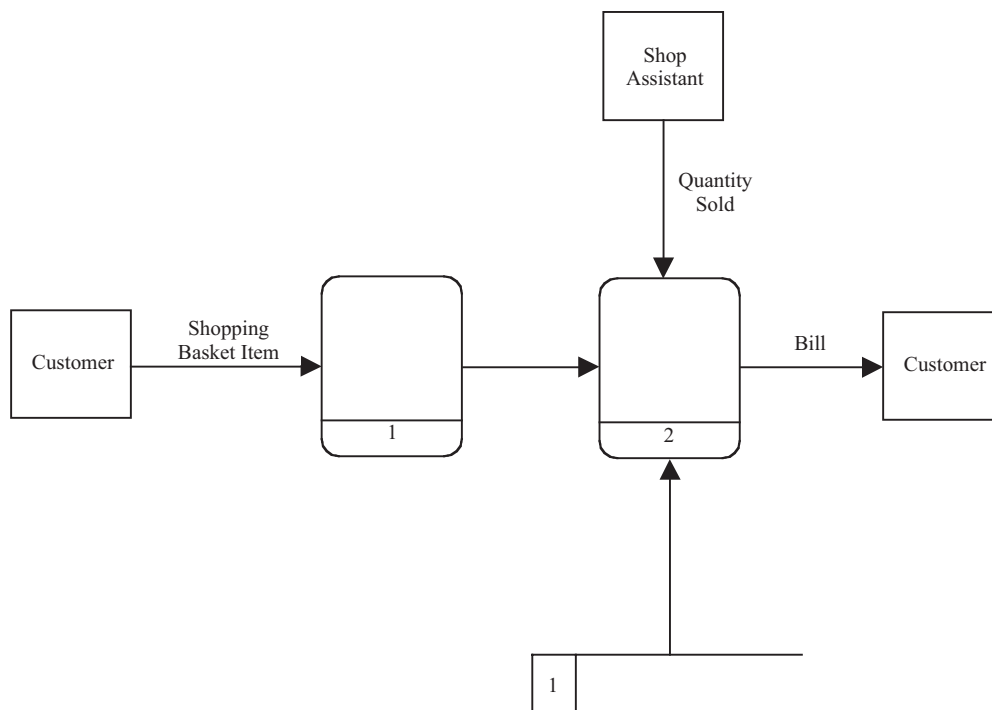 Shop
Assistant
Quantity
Sold
Customer
Shopping
Basket Item
1
2
Bill
Customer
1